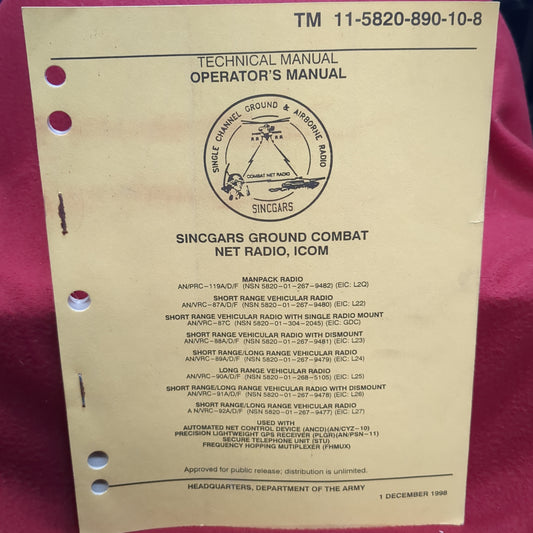 TM 11-5820-890-10-8
TECHNICAL MANUAL
OPERATOR'S MANUAL
SINGLE CHANNEL GROUND & AIRBORNE RADIO
COMBAT NET RADIO
SINCGARS
SINCGARS GROUND COMBAT
NET RADIO, ICOM
MANPACK RADIO
AN/PRC-119A/D/F (NSN 5820-01-267-9482) (EIC: L2Q)
SHORT RANGE VEHICULAR RADIO
AN/VRC-87A/D/F (NSN 5820-01-267-9480) (EIC: L22)
SHORT RANGE VEHICULAR RADIO WITH SINGLE RADIO MOUNT
AN/VRC-87C (NSN 5820-01-304-2045) (EIC: GDC)
SHORT RANGE VEHICULAR RADIO WITH DISMOUNT
AN/VRC-88A/D/F (NSN 5820-01-267-9481) (EIC: L23)
SHORT RANGE/LONG RANGE VEHICULAR RADIO
AN/VRC-89A/D/F (NSN 5820-01-267-9479) (EIC: L24)
LONG RANGE VEHICULAR RADIO
AN/VRC-90A/D/F (NSN 5820-01-268-5105) (EIC: L25)
SHORT RANGE/LONG RANGE VEHICULAR RADIO WITH DISMOUNT
AN/VRC-91A/D/F (NSN 5820-01-267-9478) (EIC: L26)
SHORT RANGE/LONG RANGE VEHICULAR RADIO
A N/VRC-92A/D/F (NSN 5820-01-267-9477) (EIC: L27)
USED WITH
AUTOMATED NET CONTROL DEVICE (ANCD)(AN/CYZ-10)
PRECISION LIGHTWEIGHT GPS RECEIVER (PLGR)(AN/PSN-11)
SECURE TELEPHONE UNIT (STU)
FREQUENCY HOPPING MUTIPLEXER (FHMUX)
Approved for public release; distribution is unlimited.
HEADQUARTERS, DEPARTMENT OF THE ARMY
1 DECEMBER 1998